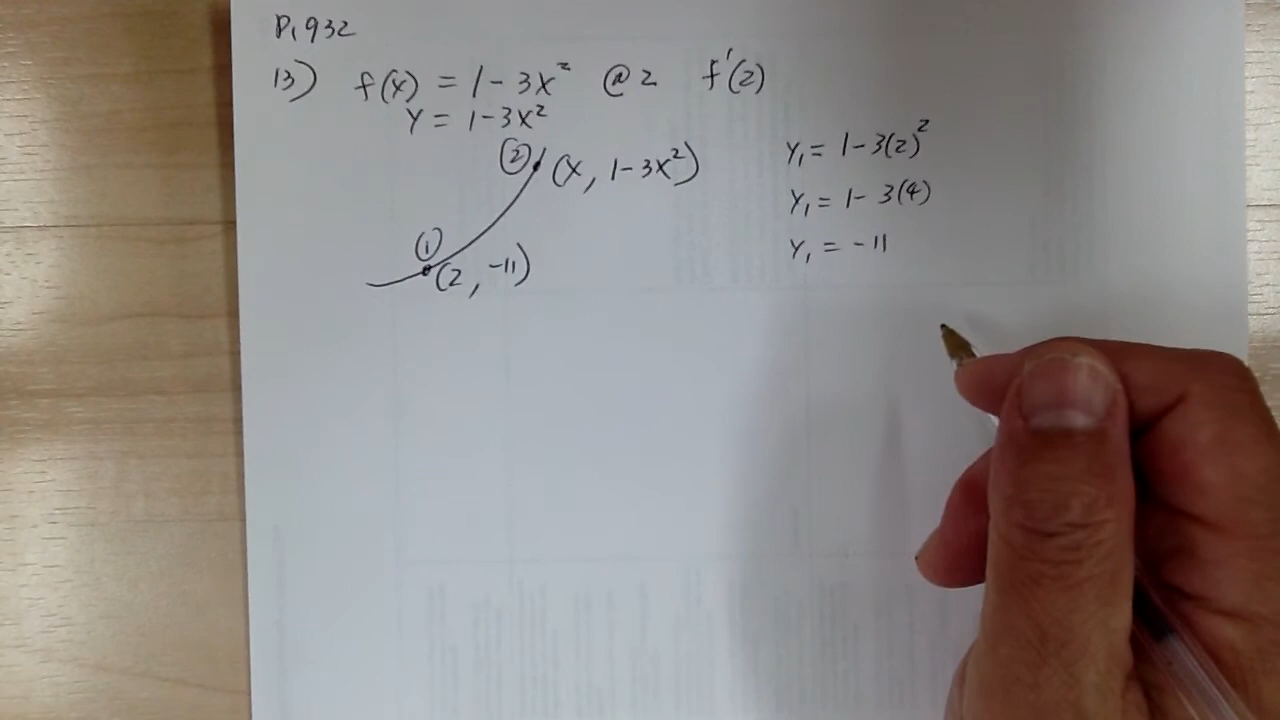 P. 932
13) f(x) = 1 - 3x² @ 2 f'(2)
y = 1 - 3x²
② (x, 1 - 3x²)
① (2, -11)
y₁ = 1 - 3(2)²
y₁ = 1 - 3(4)
y₁ = -11